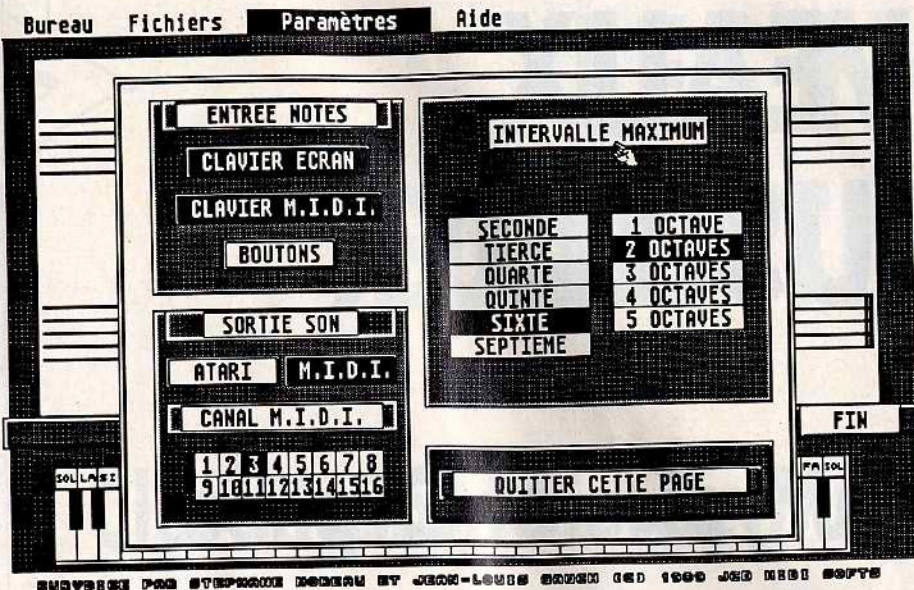 Bureau Fichiers Paramètres Aide
ENTREE NOTES
CLAVIER ECRAN
CLAVIER M.I.D.I.
BOUTONS
SORTIE SON
ATARI M.I.D.I.
CANAL M.I.D.I.
1 2 3 4 5 6 7 8
9 10 11 12 13 14 15 16
INTERVALLE MAXIMUM
SECONDE
TIERCE
QUARTE
QUINTE
SIXTE
SEPTIEME
1 OCTAVE
2 OCTAVES
3 OCTAVES
4 OCTAVES
5 OCTAVES
QUITTER CETTE PAGE
FIN
SOL LA SI
FA SOL
PAR STEPHANE MOREAU ET JEAN-LOUIS (C) 1989 JCD MIDI SOFTS